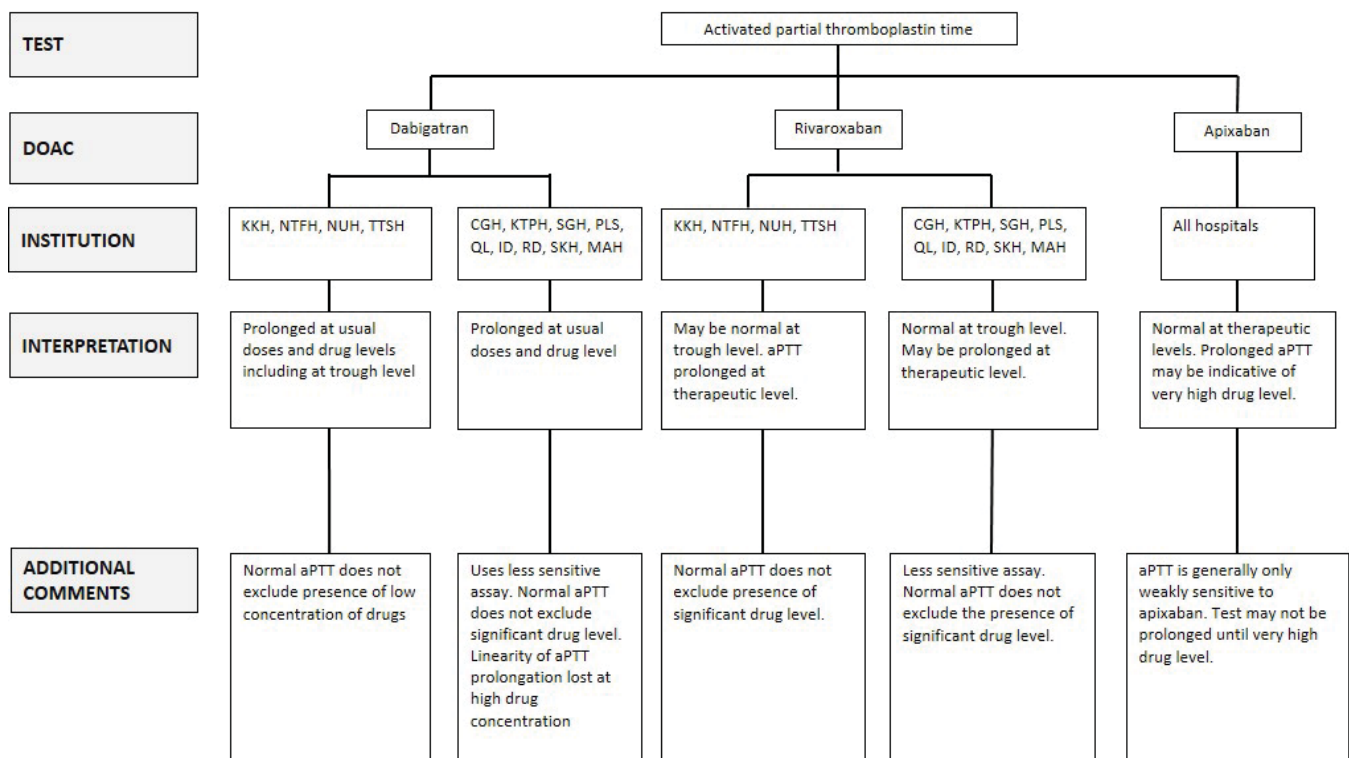 TEST
Activated partial thromboplastin time
DOAC
Dabigatran
Rivaroxaban
Apixaban
INSTITUTION
KKH, NTFH, NUH, TTSH
CGH, KTPH, SGH, PLS,
QL, ID, RD, SKH, MAH
KKH, NTFH, NUH, TTSH
CGH, KTPH, SGH, PLS,
QL, ID, RD, SKH, MAH
All hospitals
INTERPRETATION
Prolonged at usual
doses and drug levels
including at trough level
Prolonged at usual
doses and drug level
May be normal at
trough level. aPTT
prolonged at
therapeutic level.
Normal at trough level.
May be prolonged at
therapeutic level.
Normal at therapeutic
levels. Prolonged aPTT
may be indicative of
very high drug level.
ADDITIONAL
COMMENTS
Normal aPTT does not
exclude presence of low
concentration of drugs
Uses less sensitive
assay. Normal aPTT
does not exclude
significant drug level.
Linearity of aPTT
prolongation lost at
high drug
concentration
Normal aPTT does not
exclude presence of
significant drug level.
Less sensitive assay.
Normal aPTT does not
exclude the presence of
significant drug level.
aPTT is generally only
weakly sensitive to
apixaban. Test may not be
prolonged until very high
drug level.